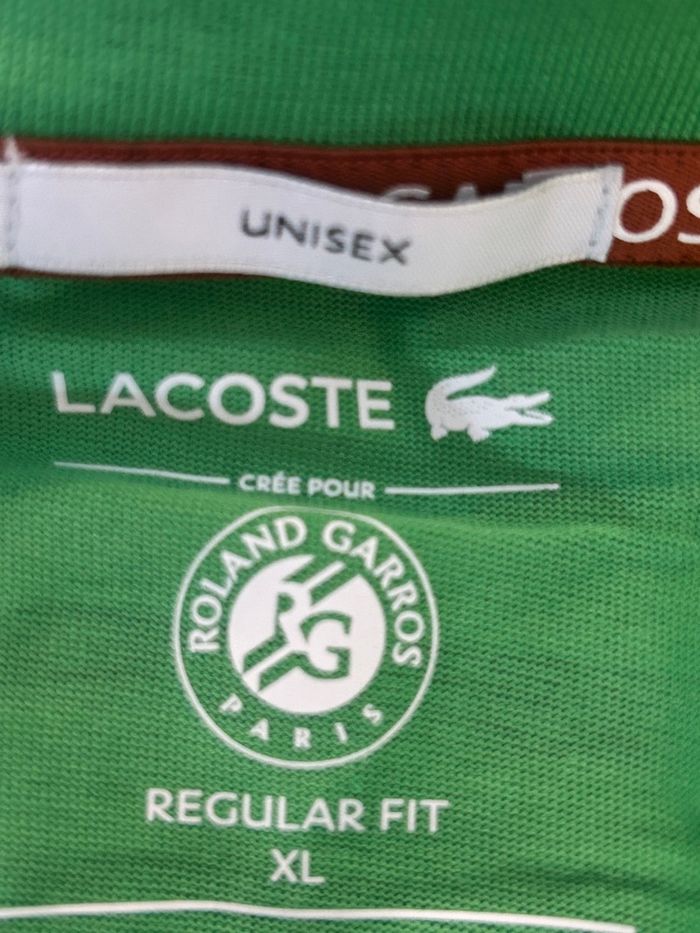 UNISEX
LACOSTE
CRÉE POUR
ROLAND GARROS
RG
PARIS
REGULAR FIT
XL